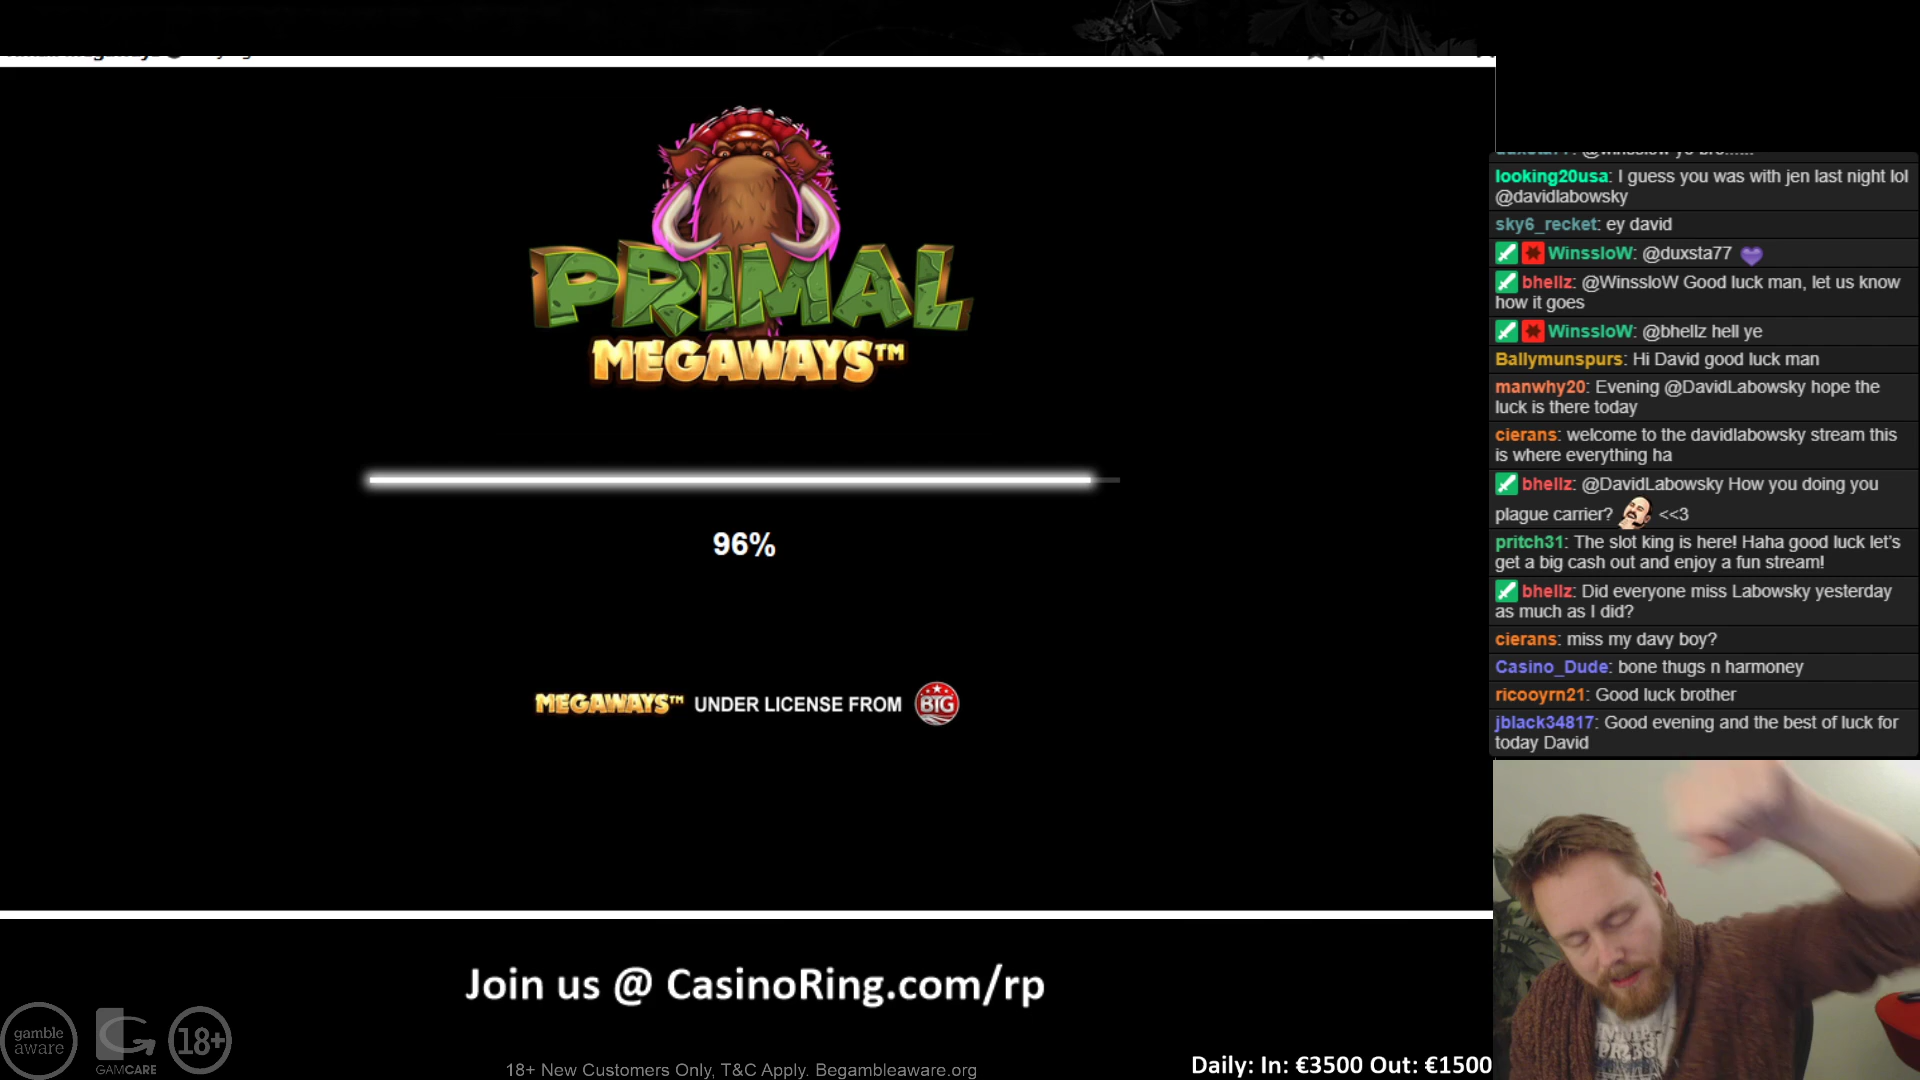 PRIMAL
MEGAWAYS™
96%
MEGAWAYS™ UNDER LICENSE FROM BIG
looking20usa: I guess you was with jen last night lol
@davidlabowsky
sky6_recket: ey david
WinssloW: @duxsta77
bhellz: @WinssloW Good luck man, let us know
how it goes
WinssloW: @bhellz hell ye
Ballymunspurs: Hi David good luck man
manwhy20: Evening @DavidLabowsky hope the
luck is there today
cierans: welcome to the davidlabowsky stream this
is where everything ha
bhellz: @DavidLabowsky How you doing you
plague carrier? <<3
pritch31: The slot king is here! Haha good luck let's
get a big cash out and enjoy a fun stream!
bhellz: Did everyone miss Labowsky yesterday
as much as I did?
cierans: miss my davy boy?
Casino_Dude: bone thugs n harmoney
ricooyrn21: Good luck brother
jblack34817: Good evening and the best of luck for
today David
Join us @ CasinoRing.com/rp
gamble
aware
GAMCARE
18+
18+ New Customers Only, T&C Apply. Begambleaware.org
Daily: In: €3500 Out: €1500